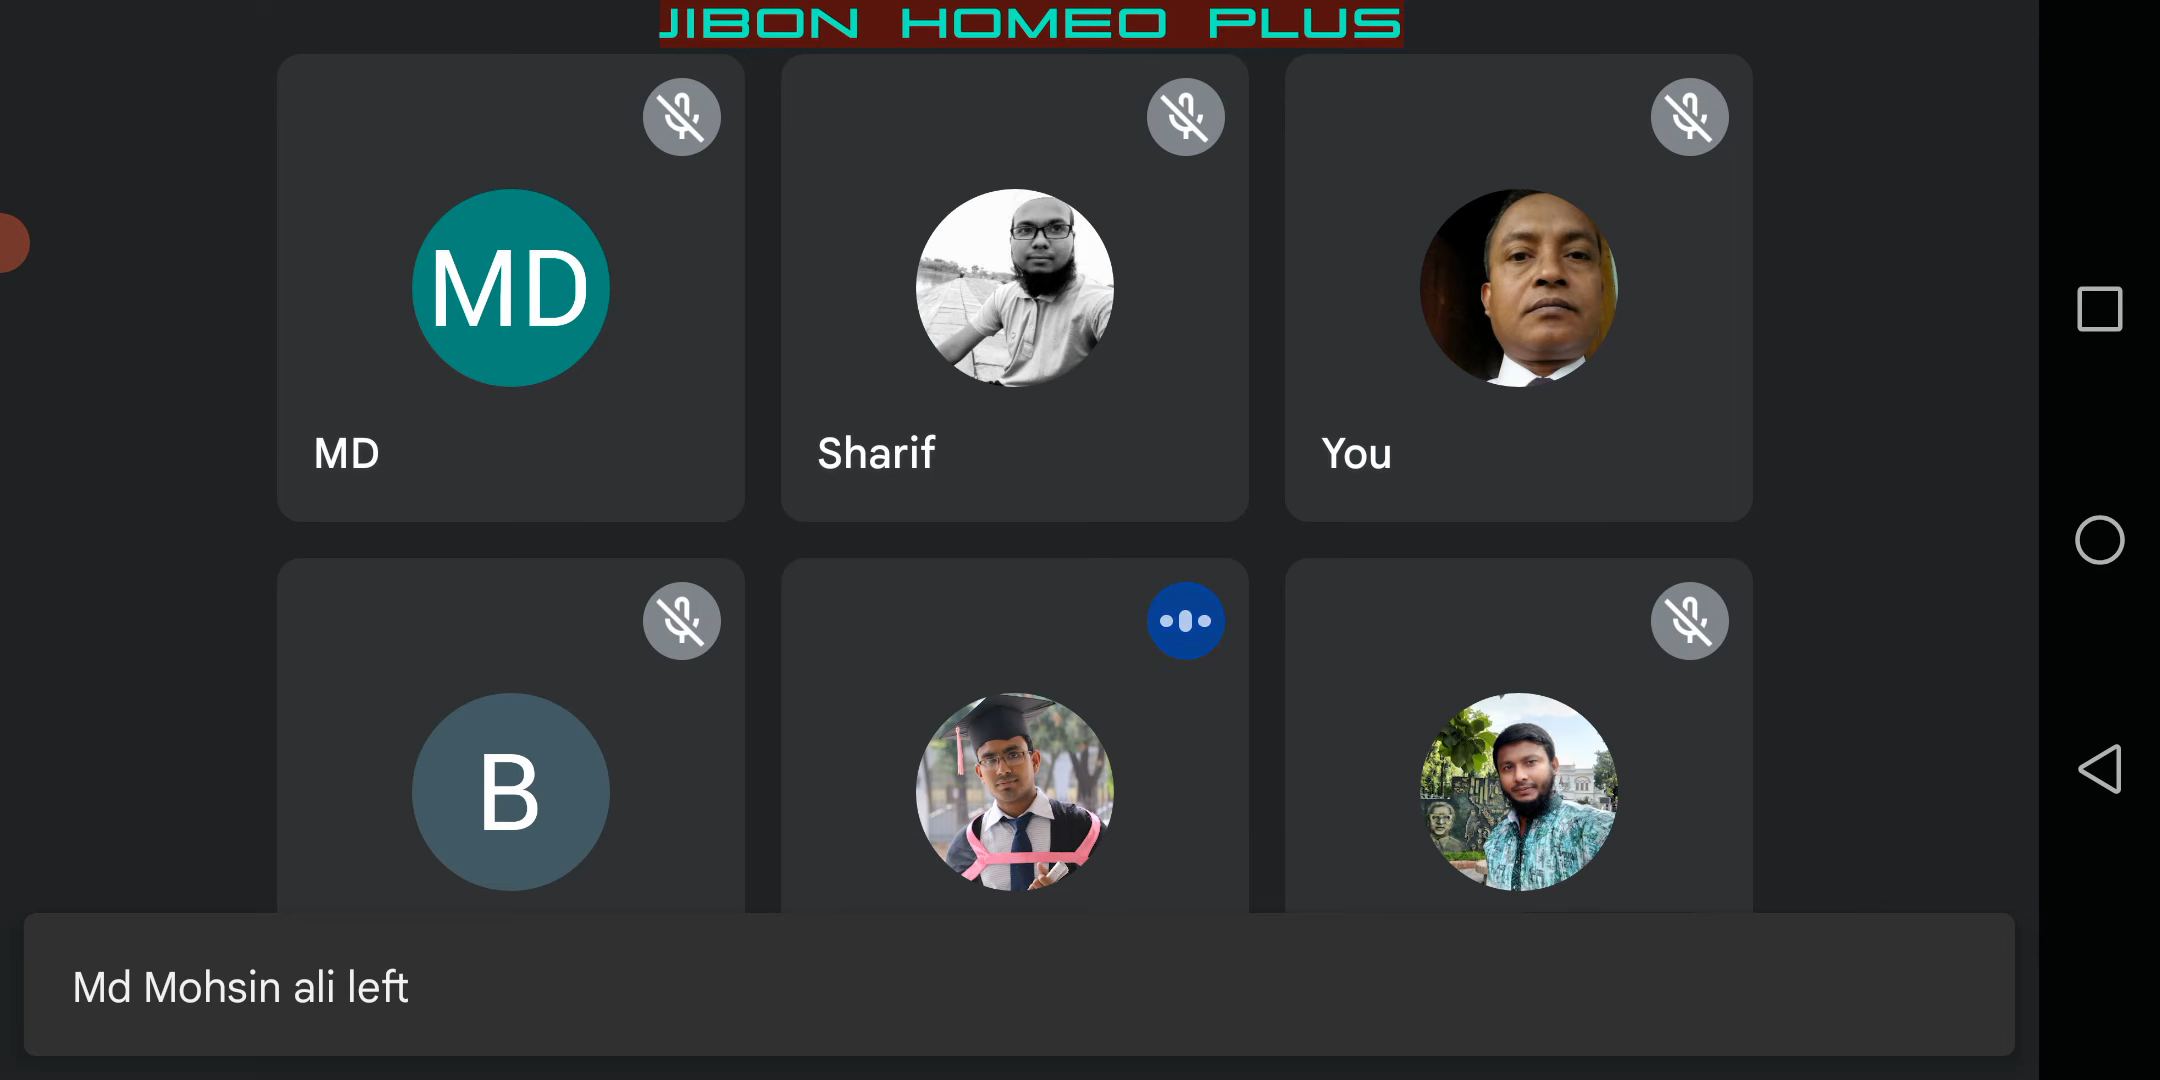 JIBON HOMEO PLUS
MD
MD
Sharif
You
B
Md Mohsin ali left